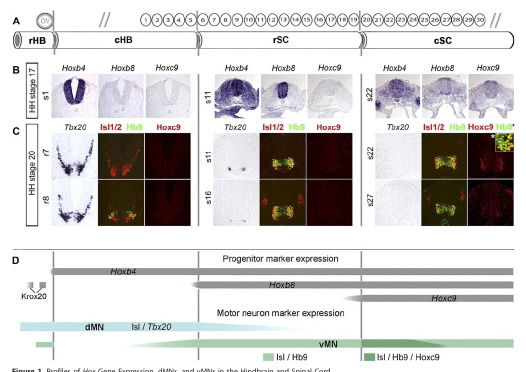 A OV // 1 2 3 4 5 6 7 8 9 10 11 12 13 14 15 16 17 18 19 20 21 22 23 24 25 26 27 28 29 30 //
rHB cHB rSC cSC
B HH stage 17 Hoxb4 Hoxb8 Hoxc9 Hoxb4 Hoxb8 Hoxc9 Hoxb4 Hoxb8 Hoxc9
s1 s11 s22
C HH stage 20 Tbx20 Isl1/2 Hb9 Hoxc9 Tbx20 Isl1/2 Hb9 Hoxc9 Tbx20 Isl1/2 Hb9 Hoxc9 Hb9
r7 s11 s22
r8 s16 s27
D Progenitor marker expression
Hoxb4
Krox20 Hoxb8
Hoxc9
Motor neuron marker expression
dMN Isl / Tbx20
vMN
Isl / Hb9 Isl / Hb9 / Hoxc9
Figure 1. Profiles of Hox Gene Expression, dMNs, and vMNs in the Hindbrain and Spinal Cord